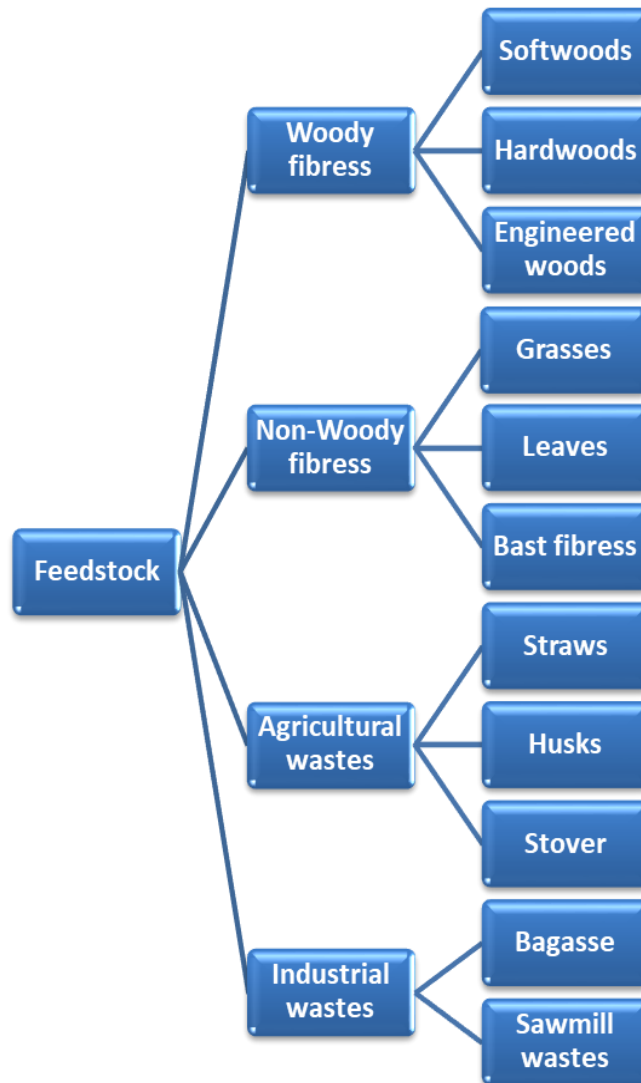 Feedstock
Woody
fibress
Softwoods
Hardwoods
Engineered
woods
Non-Woody
fibress
Grasses
Leaves
Bast fibress
Agricultural
wastes
Straws
Husks
Stover
Industrial
wastes
Bagasse
Sawmill
wastes